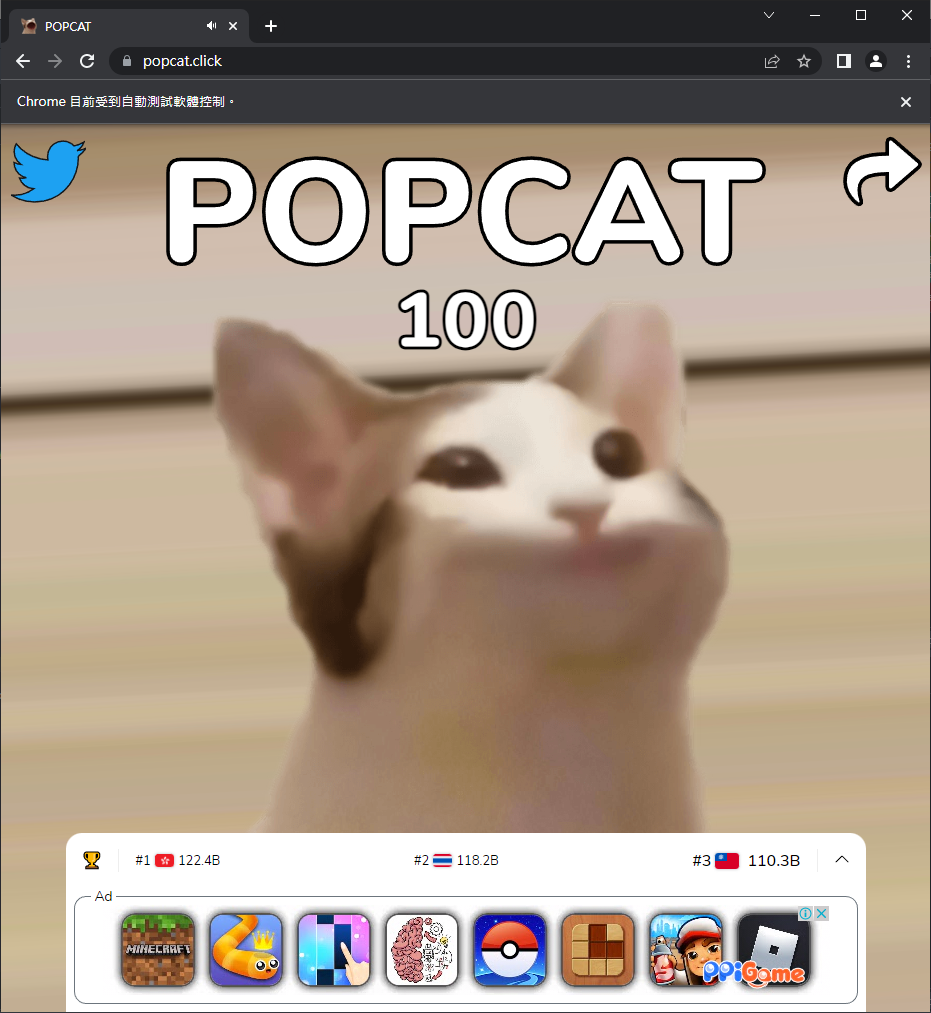 POPCAT
popcat.click
Chrome 目前受到自動測試軟體控制。
POPCAT
100
#1 122.4B
#2 118.2B
#3 110.3B
Ad
MINECRAFT
PPiGame